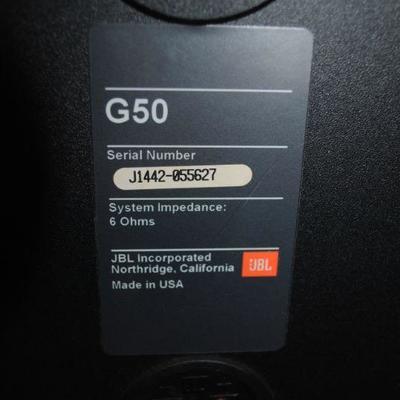 G50
Serial Number
J1442-055627
System Impedance:
6 Ohms
JBL Incorporated
Northridge, California
Made in USA
JBL